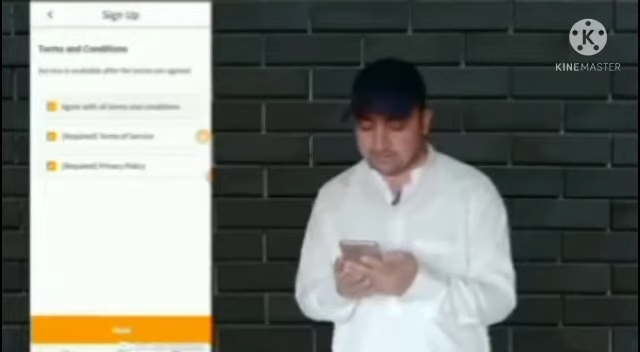 Sign Up
Terms and Conditions
Service is available after the terms are agreed
Agree with all terms and conditions
(Required) Terms of Service
(Required) Privacy Policy
Next
K
KINEMASTER